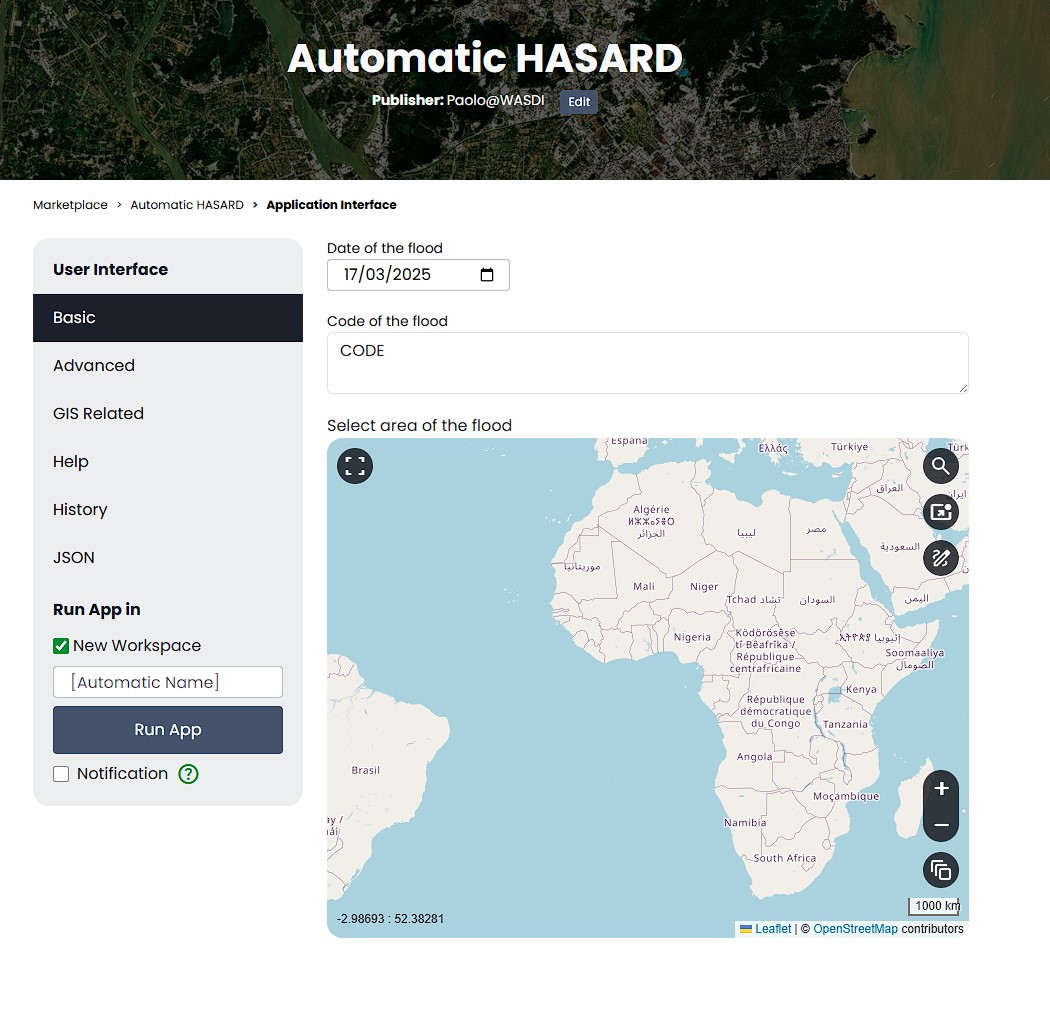 Automatic HASARD
Publisher: Paolo@WASDI Edit
Marketplace > Automatic HASARD > Application Interface
User Interface
Basic
Advanced
GIS Related
Help
History
JSON
Run App in
New Workspace
[Automatic Name]
Run App
Notification ?
Date of the flood
17/03/2025
Code of the flood
CODE
Select area of the flood
España
Ελλάς
Türkiye
Türk
العراق
ایران
Algérie
ⵍⵣⵣⴰⵢⴻⵔ
الجزائر
ليبيا
مصر
السعودية
موريتانيا
Mali
Niger
Tchad تشاد
السودان
اليمن
Nigeria
Ködörösêse
tî Bêafrîka /
République
centrafricaine
ኢትዮጵያ إثيوبيا
Soomaaliya
الصومال
Kenya
République
démocratique
du Congo
Tanzania
Angola
Brasil
Moçambique
Namibia
South Africa
ay /
uái
+
−
-2.98693 : 52.38281
1000 km
Leaflet | © OpenStreetMap contributors